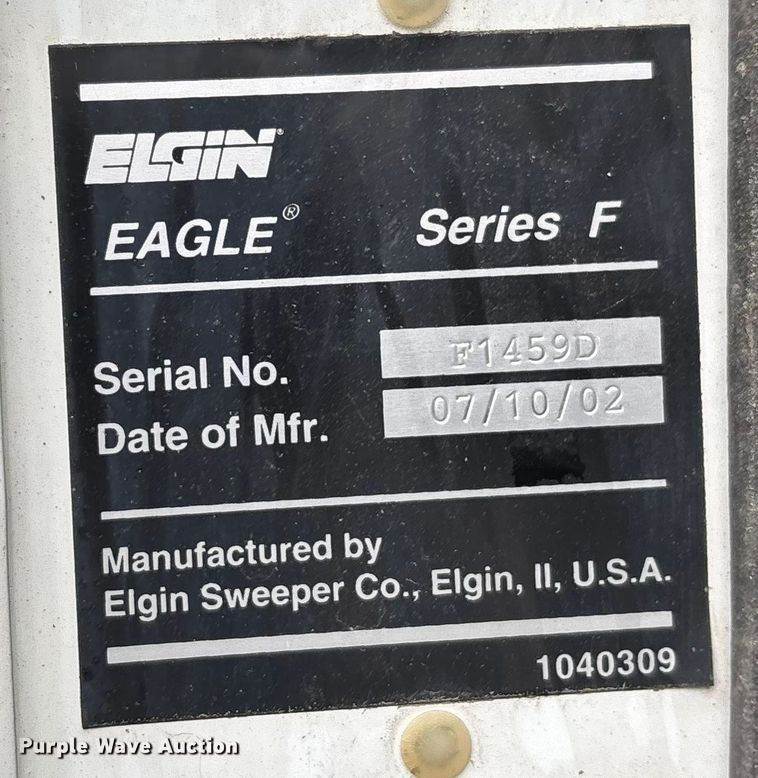 ELGIN®
EAGLE® Series F
Serial No. F1459D
Date of Mfr. 07/10/02
Manufactured by
Elgin Sweeper Co., Elgin, Il, U.S.A.
1040309
Purple Wave Auction